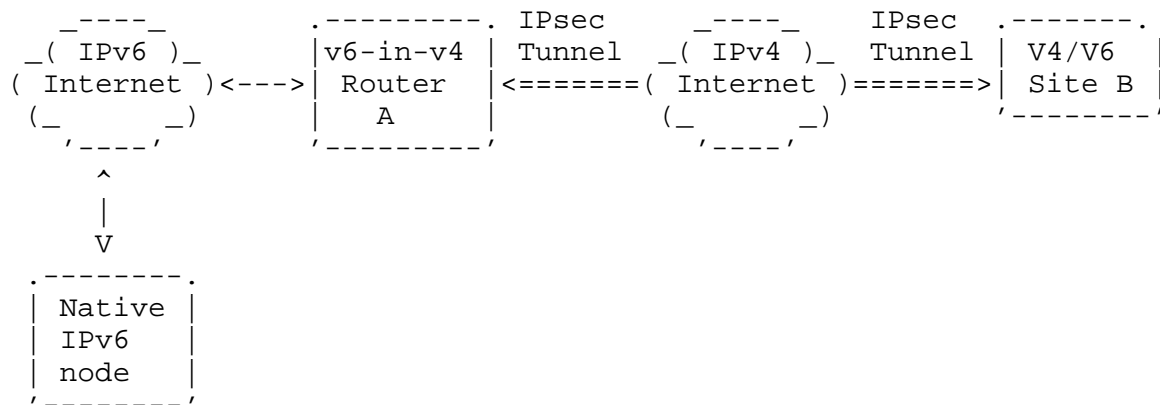 IPsec IPsec
( IPv6 ) |v6-in-v4 | Tunnel ( IPv4 ) Tunnel | V4/V6 |
( Internet )<--->| Router |<=======( Internet )=======>| Site B |
A
^
|
V
| Native |
| IPv6 |
| node |